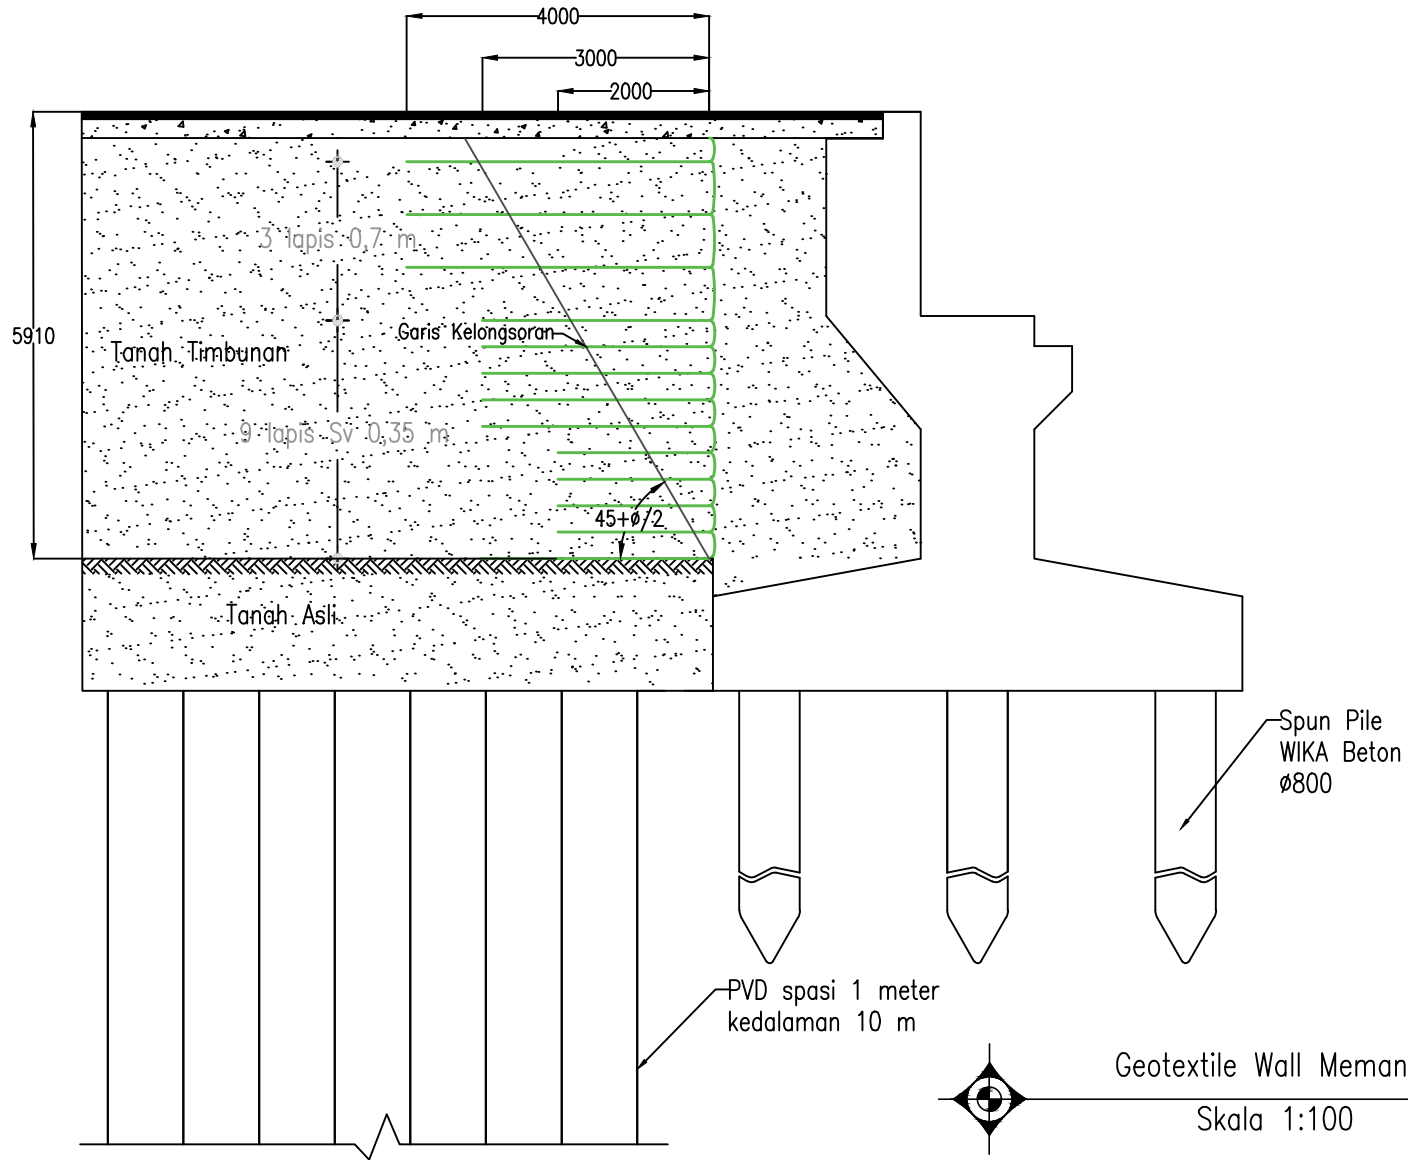 4000
3000
2000
5910
3 lapis 0,7 m
Garis Kelongsoran
Tanah Timbunan
9 lapis Sv 0,35 m
45+ø/2
Tanah Asli
Spun Pile
WIKA Beton
Ø800
PVD spasi 1 meter
kedalaman 10 m
Geotextile Wall Meman
Skala 1:100